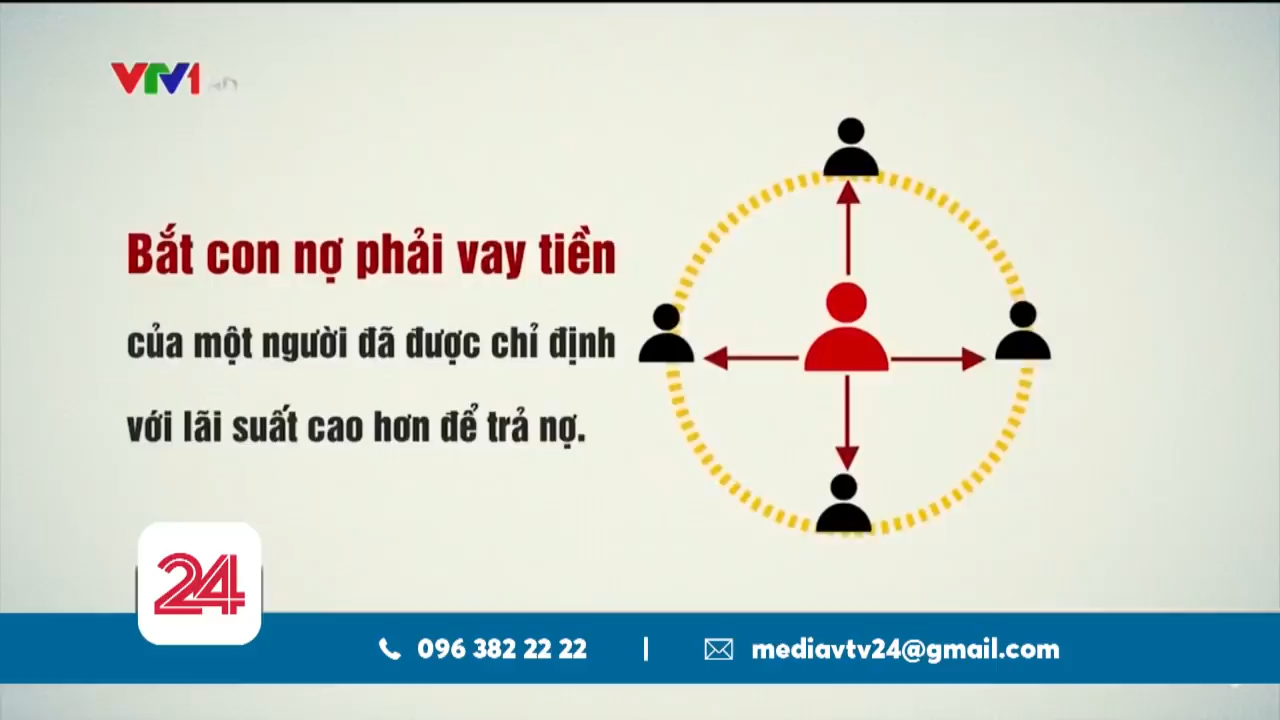 VTV1
Bắt con nợ phải vay tiền
của một người đã được chỉ định
với lãi suất cao hơn để trả nợ.
24
096 382 22 22 | mediavtv24@gmail.com